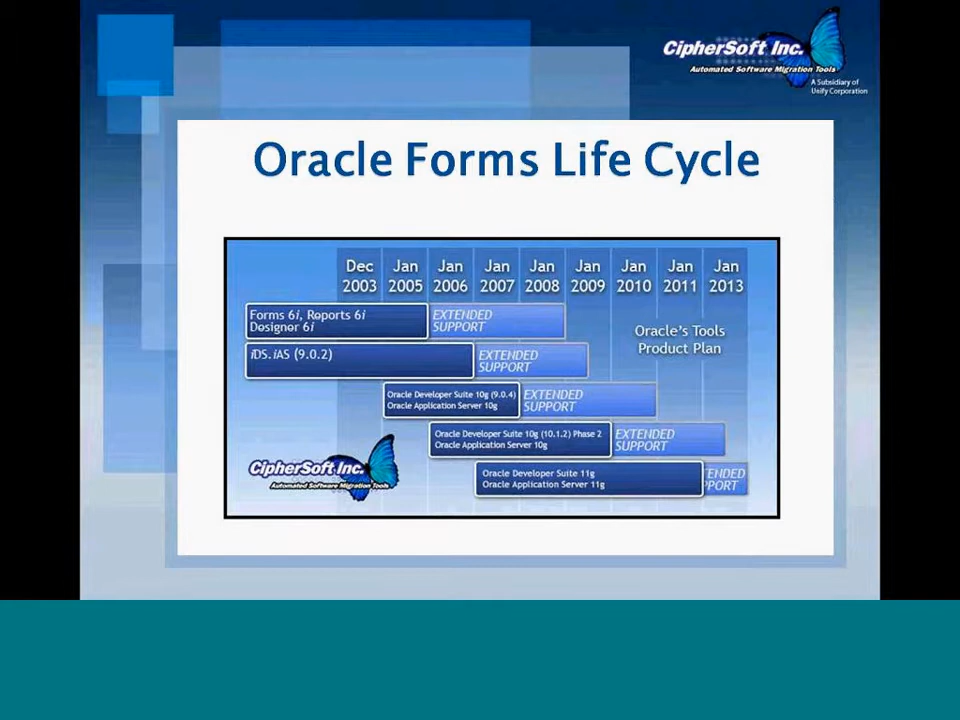 CipherSoft Inc.
Automated Software Migration Tools
A Subsidiary of
Unify Corporation
Oracle Forms Life Cycle
Dec Jan Jan Jan Jan Jan Jan Jan Jan
2003 2005 2006 2007 2008 2009 2010 2011 2013
Forms 6i, Reports 6i
Designer 6i
EXTENDED
SUPPORT
Oracle's Tools
Product Plan
iDS.iAS (9.0.2)
EXTENDED
SUPPORT
Oracle Developer Suite 10g (9.0.4)
Oracle Application Server 10g
EXTENDED
SUPPORT
Oracle Developer Suite 10g (10.1.2) Phase 2
Oracle Application Server 10g
EXTENDED
SUPPORT
Oracle Developer Suite 11g
Oracle Application Server 11g
TENDED
PPORT
CipherSoft Inc.
Automated Software Migration Tools